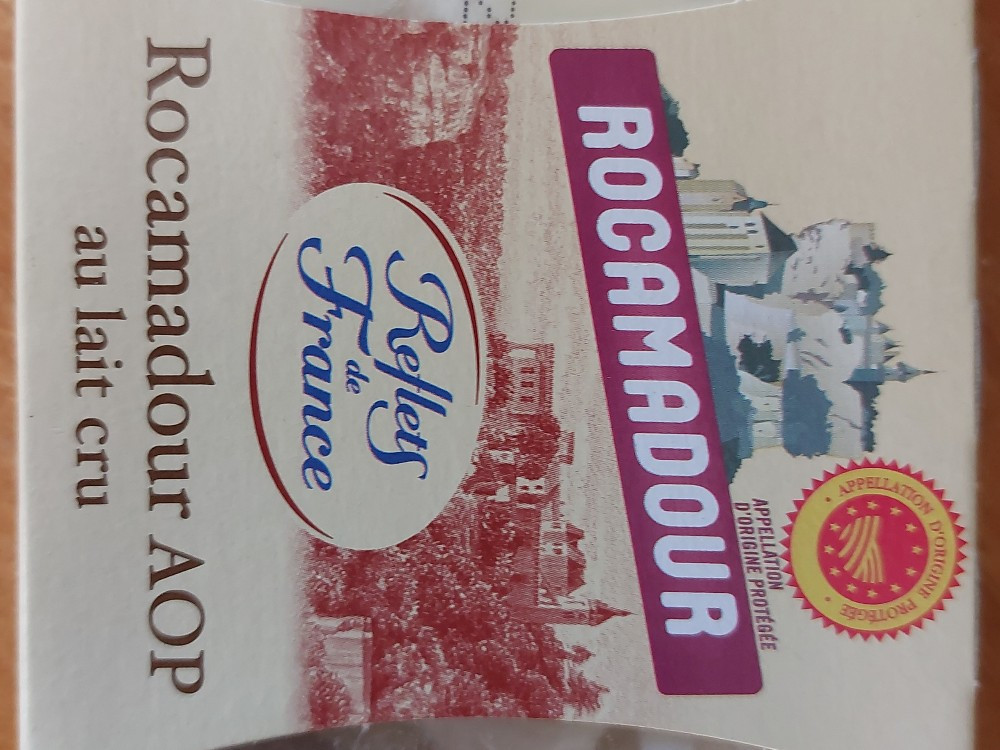 APPELLATION D'ORIGINE PROTÉGÉE
ROCAMADOUR
APPELLATION
D'ORIGINE PROTÉGÉE
Reflets
de
France
Rocamadour AOP
au lait cru